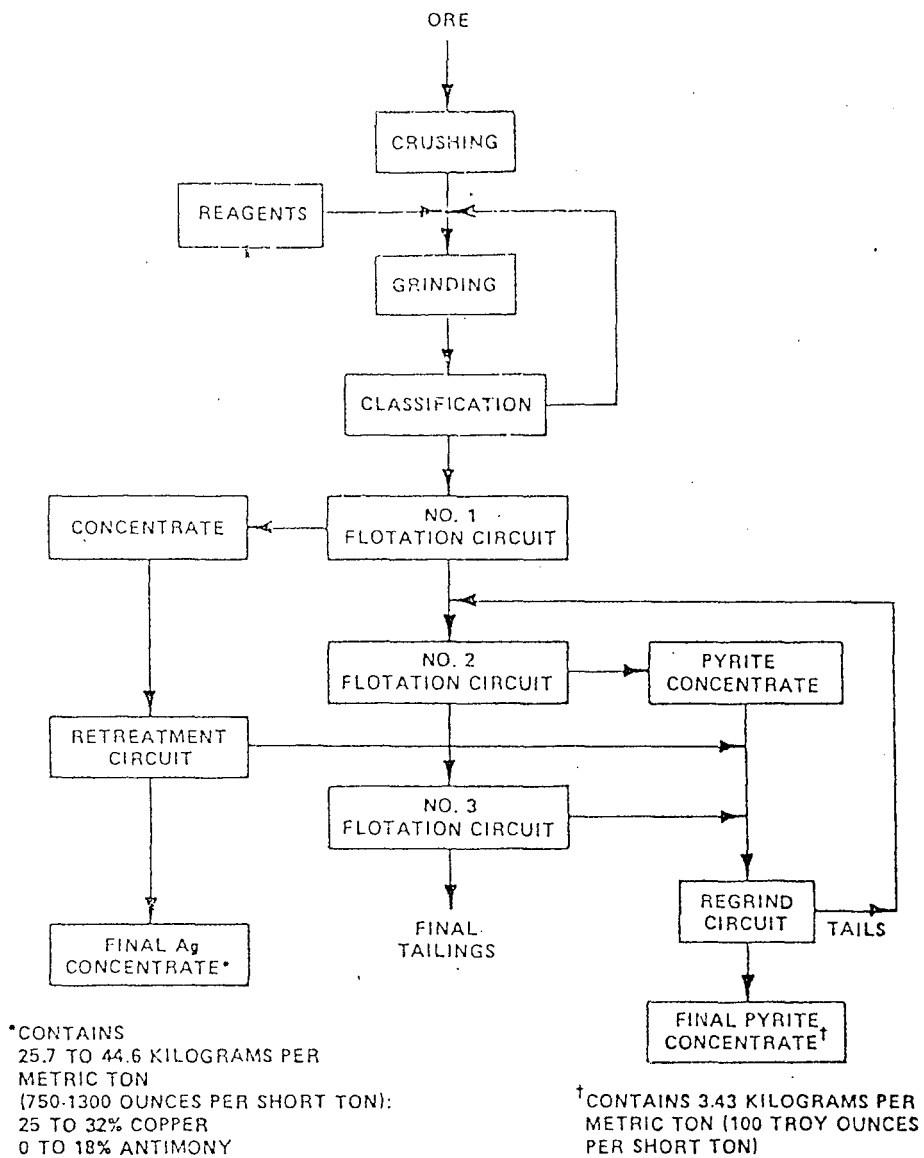 ORE
CRUSHING
REAGENTS
GRINDING
CLASSIFICATION
NO. 1
FLOTATION CIRCUIT
CONCENTRATE
NO. 2
FLOTATION CIRCUIT
PYRITE
CONCENTRATE
RETREATMENT
CIRCUIT
NO. 3
FLOTATION CIRCUIT
REGRIND
CIRCUIT
TAILS
FINAL
TAILINGS
FINAL Ag
CONCENTRATE*
FINAL PYRITE
CONCENTRATE†
*CONTAINS
25.7 TO 44.6 KILOGRAMS PER
METRIC TON
(750-1300 OUNCES PER SHORT TON):
25 TO 32% COPPER
0 TO 18% ANTIMONY
†CONTAINS 3.43 KILOGRAMS PER
METRIC TON (100 TROY OUNCES
PER SHORT TON)